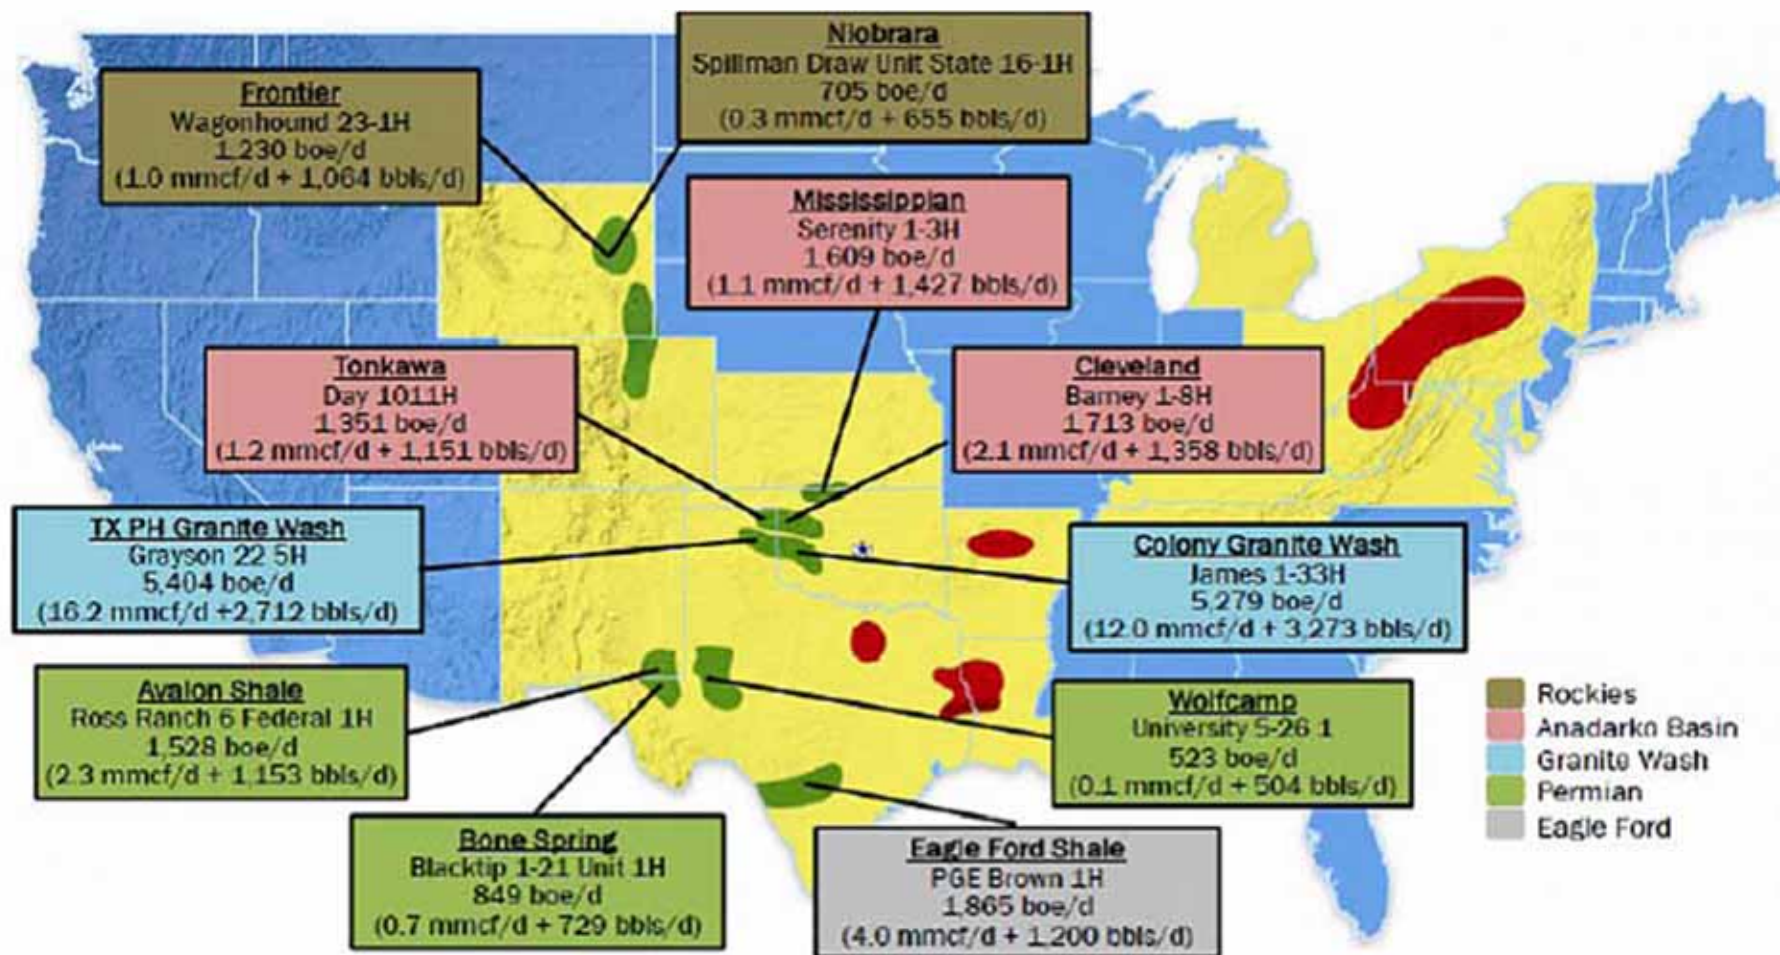 Niobrara
Spillman Draw Unit State 16-1H
705 boe/d
(0.3 mmcf/d + 655 bbls/d)
Frontier
Wagonhound 23-1H
1,230 boe/d
(1.0 mmcf/d + 1,064 bbls/d)
Mississippian
Serenity 1-3H
1,609 boe/d
(1.1 mmcf/d + 1,427 bbls/d)
Tonkawa
Day 1011H
1,351 boe/d
(1.2 mmcf/d + 1,151 bbls/d)
Cleveland
Barney 1-8H
1,713 boe/d
(2.1 mmcf/d + 1,358 bbls/d)
TX PH Granite Wash
Grayson 22 5H
5,404 boe/d
(16.2 mmcf/d +2,712 bbls/d)
Colony Granite Wash
James 1-33H
5,279 boe/d
(12.0 mmcf/d + 3,273 bbls/d)
Avalon Shale
Ross Ranch 6 Federal 1H
1,528 boe/d
(2.3 mmcf/d + 1,153 bbls/d)
Wolfcamp
University 5-26 1
523 boe/d
(0.1 mmcf/d + 504 bbls/d)
Bone Spring
Blacktip 1-21 Unit 1H
849 boe/d
(0.7 mmcf/d + 729 bbls/d)
Eagle Ford Shale
PGE Brown 1H
1,865 boe/d
(4.0 mmcf/d + 1,200 bbls/d)
Rockies
Anadarko Basin
Granite Wash
Permian
Eagle Ford